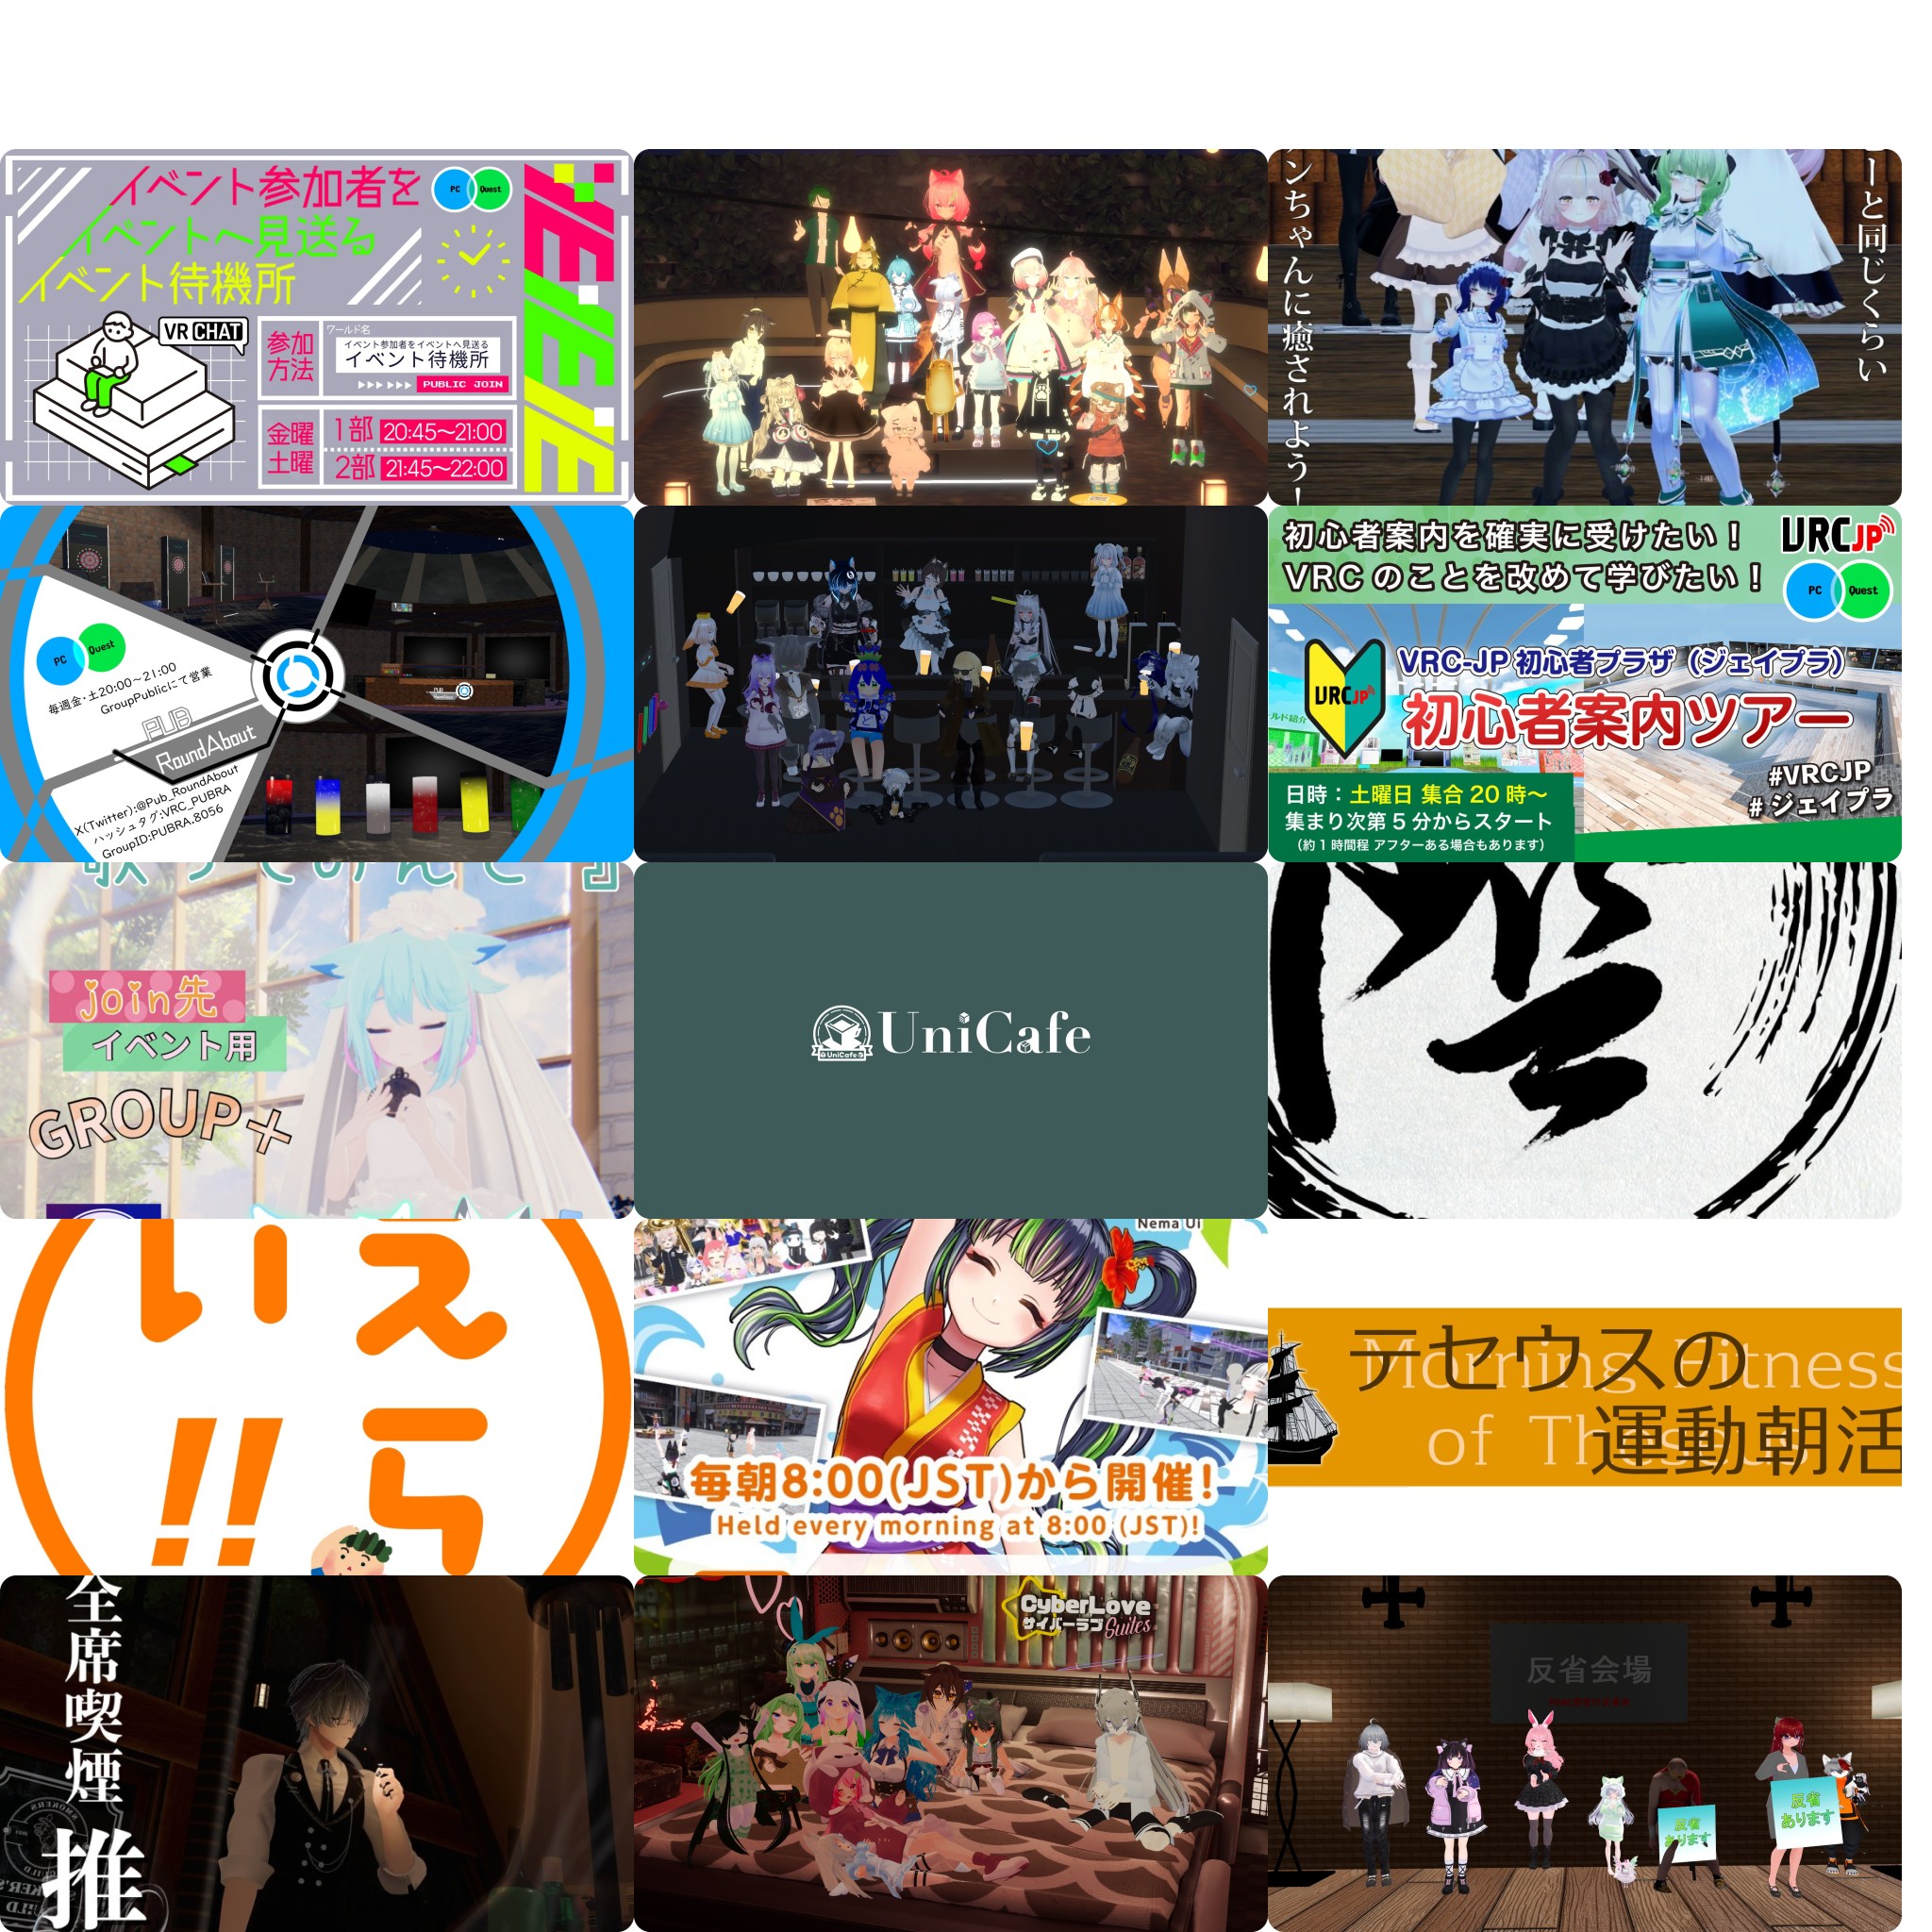 イベント参加者を
イベントへ見送る
イベント待機所
PC
Quest
VRCHAT
参加
方法
ワールド名
イベント参加者をイベントへ見送る
イベント待機所
PUBLIC JOIN
金曜
土曜
1部 20:45~21:00
2部 21:45~22:00
ーと同じくらい
ンちゃんに癒されよう!
PC
Quest
毎週金・土20:00~21:00
GroupPublicにて営業
PUB
RoundAbout
X(Twitter):@Pub_RoundAbout
ハッシュタグ:VRC_PUBRA
GroupID:PUBRA.8056
初心者案内を確実に受けたい!
VRC のことを改めて学びたい!
VRCJP
PC
Quest
VRCJP
VRC-JP 初心者プラザ(ジェイプラ)
初心者案内ツアー
#VRCJP
#ジェイプラ
日時:土曜日 集合 20 時~
集まり次第 5 分からスタート
(約 1 時間程 アフターある場合もあります)
join先
イベント用
GROUP+
UniCafe
UniCafe
えら
い
!!
Nema Ui
毎朝8:00(JST)から開催!
Held every morning at 8:00 (JST)!
テセウスの
運動朝活
Morning Fitness
of
全席喫煙
推
CyberLove
サイバーラブ Suites
反省会場
反省
あります
反省
あります